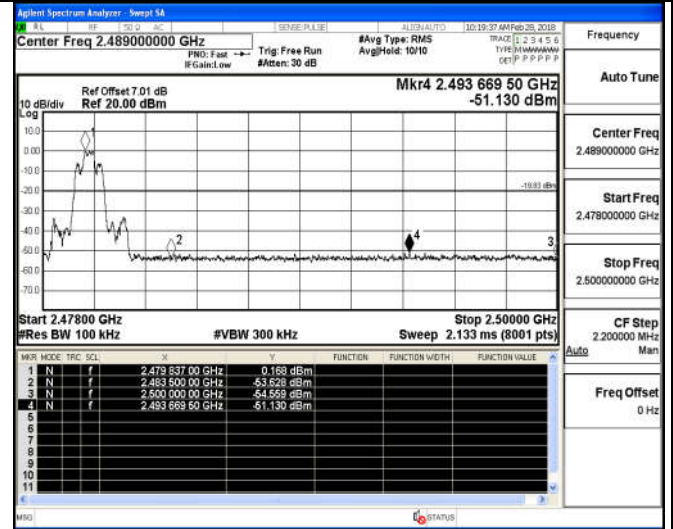 Agilent Spectrum Analyzer - Swept SA
RL RF 50 Ω AC SENSE:PULSE ALIGN AUTO 10:19:37 AM Feb 28, 2018
Center Freq 2.489000000 GHz
PNO: Fast
IFGain:Low
Trig: Free Run
#Atten: 30 dB
#Avg Type: RMS
Avg|Hold: 10/10
TRACE 1 2 3 4 5 6
TYPE M W W W W W
DET P P P P P P
Frequency
Auto Tune
Center Freq
2.489000000 GHz
Start Freq
2.478000000 GHz
Stop Freq
2.500000000 GHz
CF Step
2.200000 MHz
Auto Man
Freq Offset
0 Hz
Mkr4 2.493 669 50 GHz
-51.130 dBm
Ref Offset 7.01 dB
10 dB/div Ref 20.00 dBm
Log
10.0
0.00
-10.0
-20.0
-30.0
-40.0
-50.0
-60.0
-70.0
-19.83 dBm
1
2
4
3
Start 2.47800 GHz Stop 2.50000 GHz
#Res BW 100 kHz #VBW 300 kHz Sweep 2.133 ms (8001 pts)
MKR MODE TRC SCL X Y FUNCTION FUNCTION WIDTH FUNCTION VALUE
1 N f 2.479 837 00 GHz 0.168 dBm
2 N f 2.483 500 00 GHz -53.628 dBm
3 N f 2.500 000 00 GHz -54.559 dBm
4 N f 2.493 669 50 GHz -51.130 dBm
5
6
7
8
9
10
11
MSG STATUS